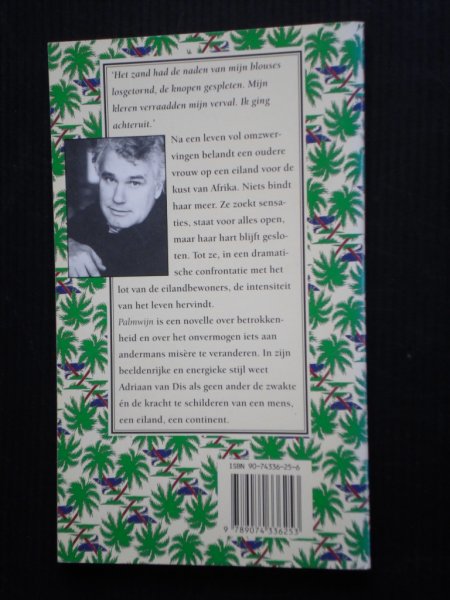 'Het zand had de naden van mijn blouses
losgetornd, de knopen gespleten. Mijn
kleren verraadden mijn verval. Ik ging
achteruit.'
Na een leven vol omzwer-
vingen belandt een oudere
vrouw op een eiland voor de
kust van Afrika. Niets bindt
haar meer. Ze zoekt sensa-
ties, staat voor alles open,
maar haar hart blijft geslo-
ten. Tot ze, in een dramati-
sche confrontatie met het
lot van de eilandbewoners, de intensiteit
van het leven hervindt.
Palmwijn is een novelle over betrokken-
heid en over het onvermogen iets aan
andermans misère te veranderen. In zijn
beeldenrijke en energieke stijl weet
Adriaan van Dis als geen ander de zwakte
én de kracht te schilderen van een mens,
een eiland, een continent.
ISBN 90-74336-25-6
9 789074 336253